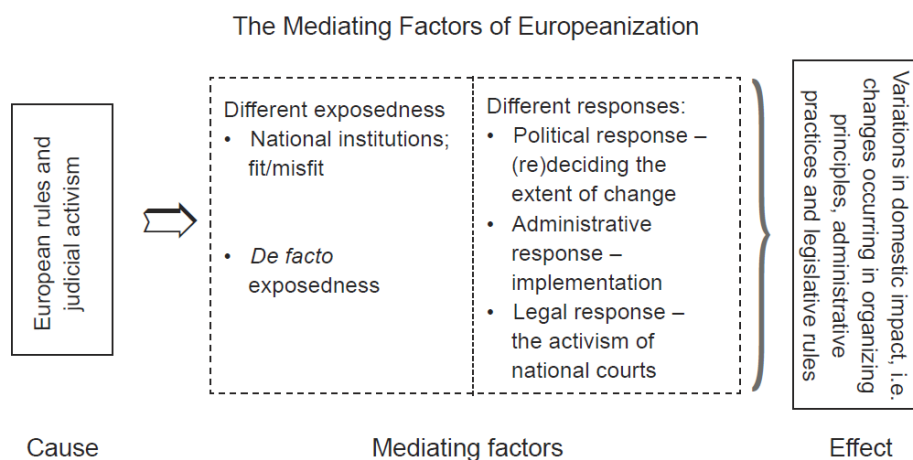 The Mediating Factors of Europeanization
European rules and
judicial activism
Different exposedness
• National institutions;
fit/misfit
• De facto
exposedness
Different responses:
• Political response –
(re)deciding the
extent of change
• Administrative
response –
implementation
• Legal response –
the activism of
national courts
Variations in domestic impact, i.e.
changes occurring in organizing
principles, administrative
practices and legislative rules
Cause
Mediating factors
Effect